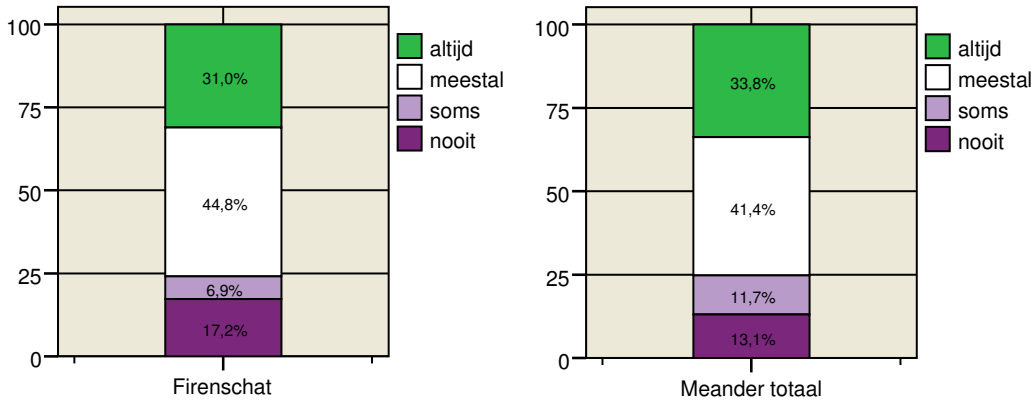 100
75
50
25
0
31,0%
44,8%
6,9%
17,2%
Firenschat
altijd
meestal
soms
nooit
100
75
50
25
0
33,8%
41,4%
11,7%
13,1%
Meander totaal
altijd
meestal
soms
nooit